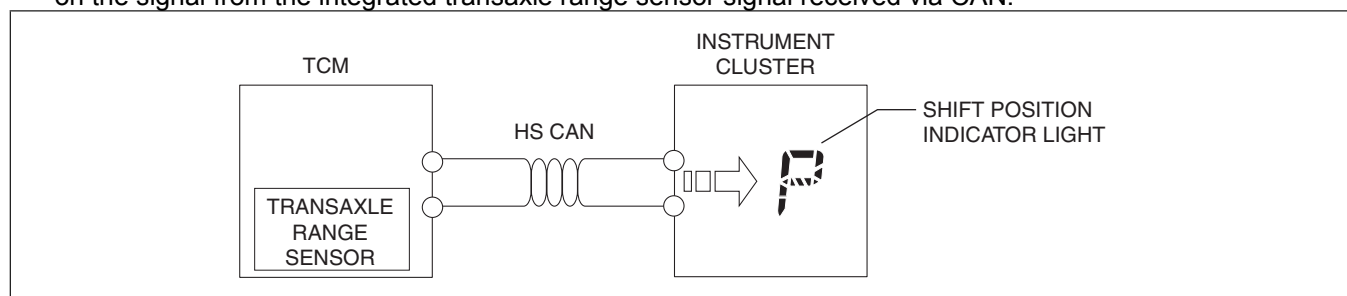 on the signal from the integrated transaxle range sensor signal received via CAN.
TCM
INSTRUMENT
CLUSTER
HS CAN
SHIFT POSITION
INDICATOR LIGHT
P
TRANSAXLE
RANGE
SENSOR